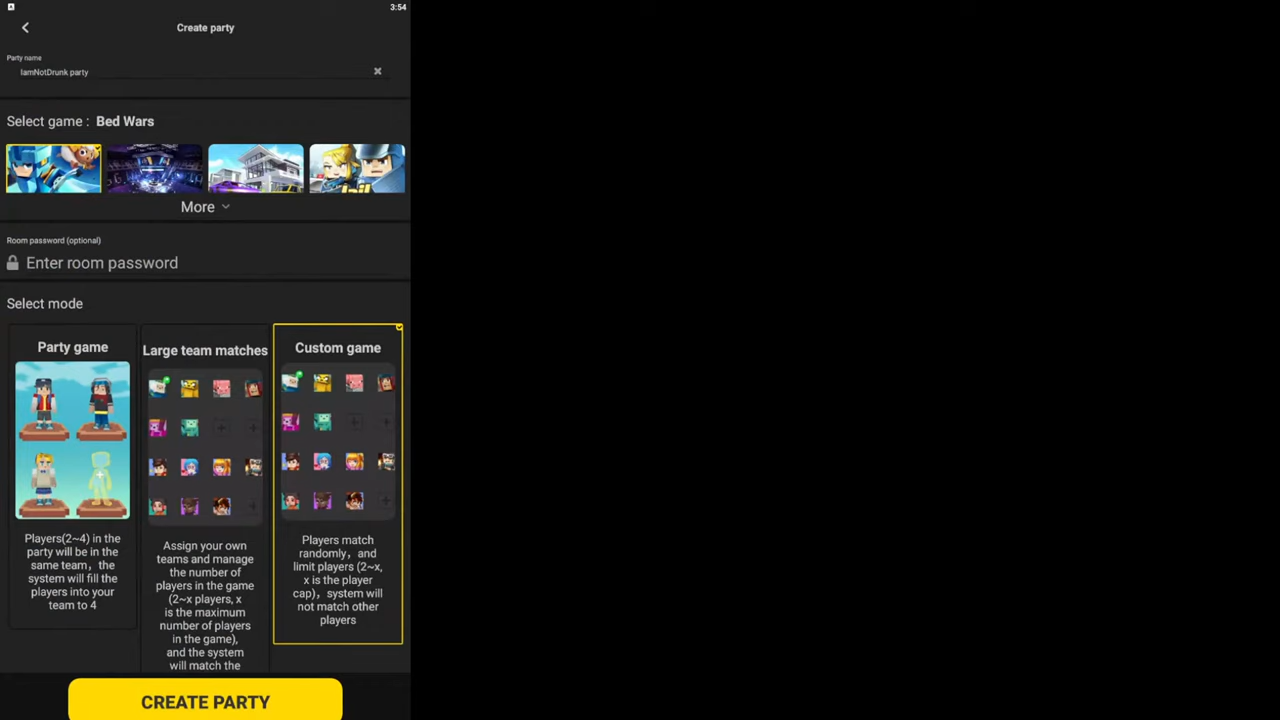 3:54
Create party
Party name
IamNotDrunk party
Select game : Bed Wars
More
Room password (optional)
Enter room password
Select mode
Party game
Players(2~4) in the
party will be in the
same team, the
system will fill the
players into your
team to 4
Large team matches
Assign your own
teams and manage
the number of
players in the game
(2~x players, x
is the maximum
number of players
in the game),
and the system
will match the
Custom game
Players match
randomly, and
limit players (2~x,
x is the player
cap), system will
not match other
players
CREATE PARTY